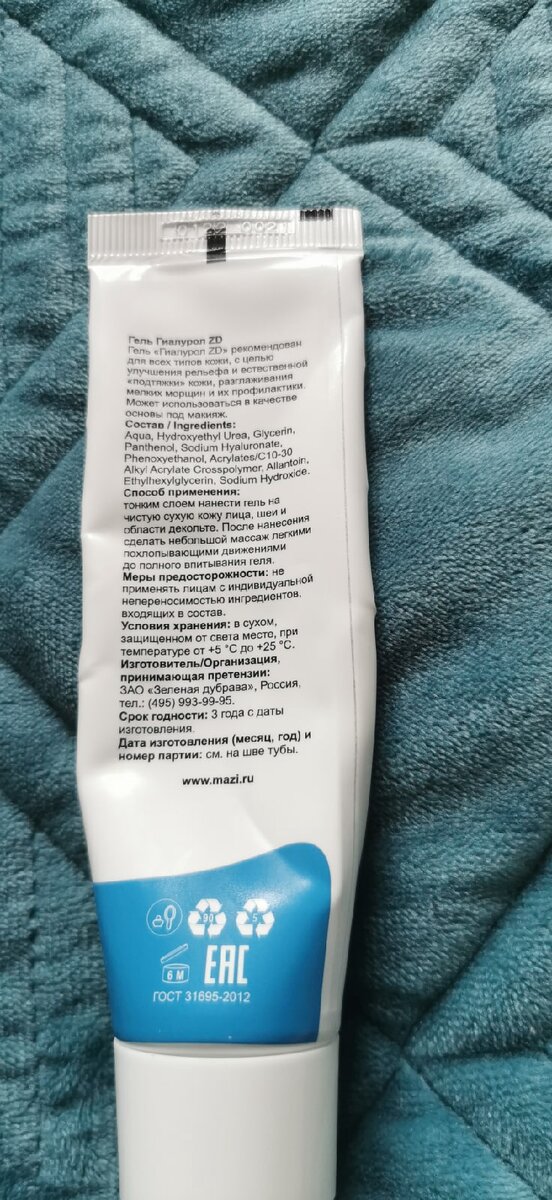 Гель Гиалурол ZD
Гель «Гиалурол ZD» рекомендован
для всех типов кожи, с целью
улучшения рельефа и естественной
«подтяжки» кожи, разглаживания
мелких морщин и их профилактики.
Может использоваться в качестве
основы под макияж.
Состав / Ingredients:
Aqua, Hydroxyethyl Urea, Glycerin,
Panthenol, Sodium Hyaluronate,
Phenoxyethanol, Acrylates/C10-30
Alkyl Acrylate Crosspolymer, Allantoin,
Ethylhexylglycerin, Sodium Hydroxide.
Способ применения:
тонким слоем нанести гель на
чистую сухую кожу лица, шеи и
области декольте. После нанесения
сделать небольшой массаж легкими
похлопывающими движениями
до полного впитывания геля.
Меры предосторожности: не
применять лицам с индивидуальной
непереносимостью ингредиентов,
входящих в состав.
Условия хранения: в сухом,
защищенном от света месте, при
температуре от +5 °С до +25 °С.
Изготовитель/Организация,
принимающая претензии:
ЗАО «Зеленая дубрава», Россия,
тел.: (495) 993-99-95.
Срок годности: 3 года с даты
изготовления.
Дата изготовления (месяц, год) и
номер партии: см. на шве тубы.
www.mazi.ru
90 5
6 М EAC
ГОСТ 31695-2012